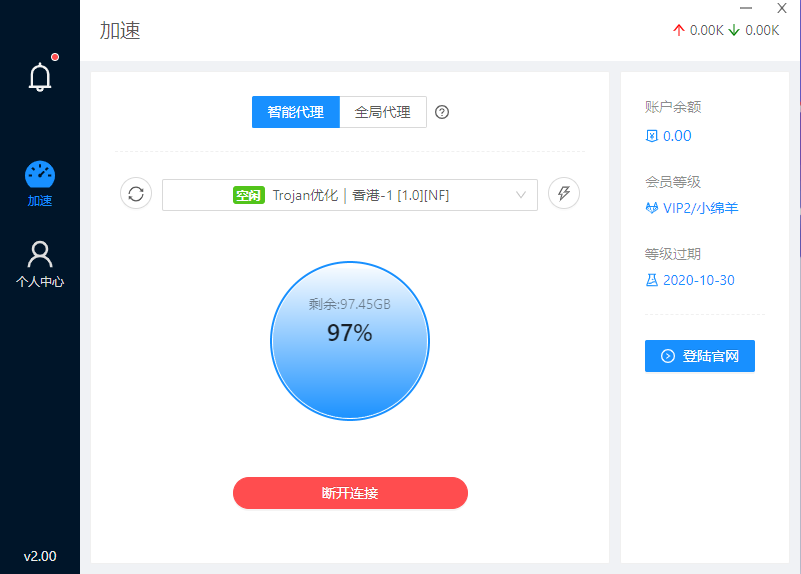 加速
0.00K 0.00K
智能代理 全局代理
空闲 Trojan优化 | 香港-1 [1.0][NF]
剩余:97.45GB
97%
断开连接
账户余额
0.00
会员等级
VIP2/小绵羊
等级过期
2020-10-30
登陆官网
加速
个人中心
v2.00